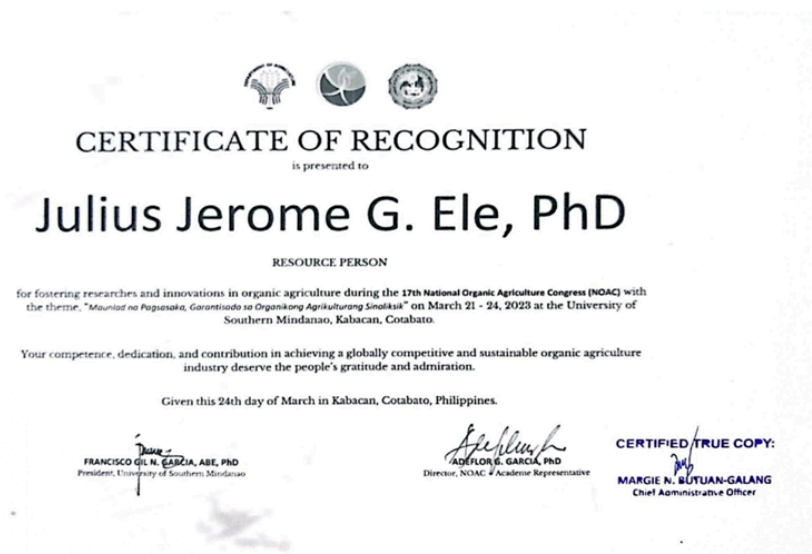 CERTIFICATE OF RECOGNITION
is presented to
Julius Jerome G. Ele, PhD
RESOURCE PERSON
for fostering researches and innovations in organic agriculture during the 17th National Organic Agriculture Congress (NOAC) with
the theme, "Maunlad na Pagsasaka, Garantisado sa Organikong Agrikulturang Sinaliksik" on March 21 - 24, 2023 at the University of
Southern Mindanao, Kabacan, Cotabato.
Your competence, dedication, and contribution in achieving a globally competitive and sustainable organic agriculture
industry deserve the people's gratitude and admiration.
Given this 24th day of March in Kabacan, Cotabato, Philippines.
FRANCISCO GIL N. GARCIA, ABE, PhD
President, University of Southern Mindanao
ADEFLOR G. GARCIA, PhD
Director, NOAC - Academe Representative
CERTIFIED TRUE COPY:
MARGIE N. BUTUAN-GALANG
Chief Administrative Officer